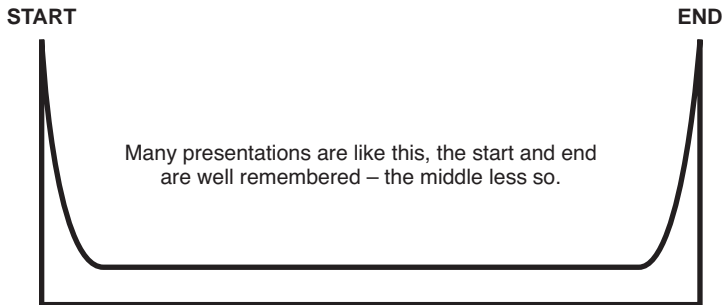 START
END
Many presentations are like this, the start and end
are well remembered – the middle less so.